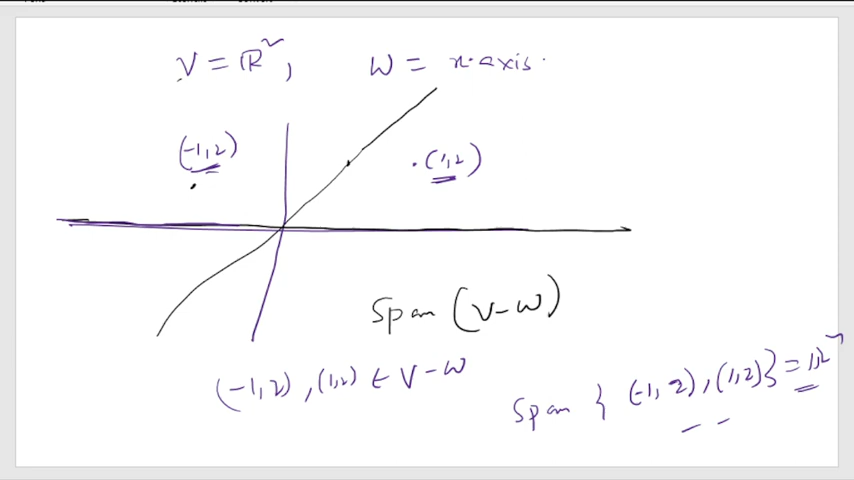 V = ℝ², W = x-axis.
(-1,2) .(1,2)
Span (V-W)
(-1,2), (1,2) ∈ V-W
Span { (-1, 2), (1,2)} = ℝ²